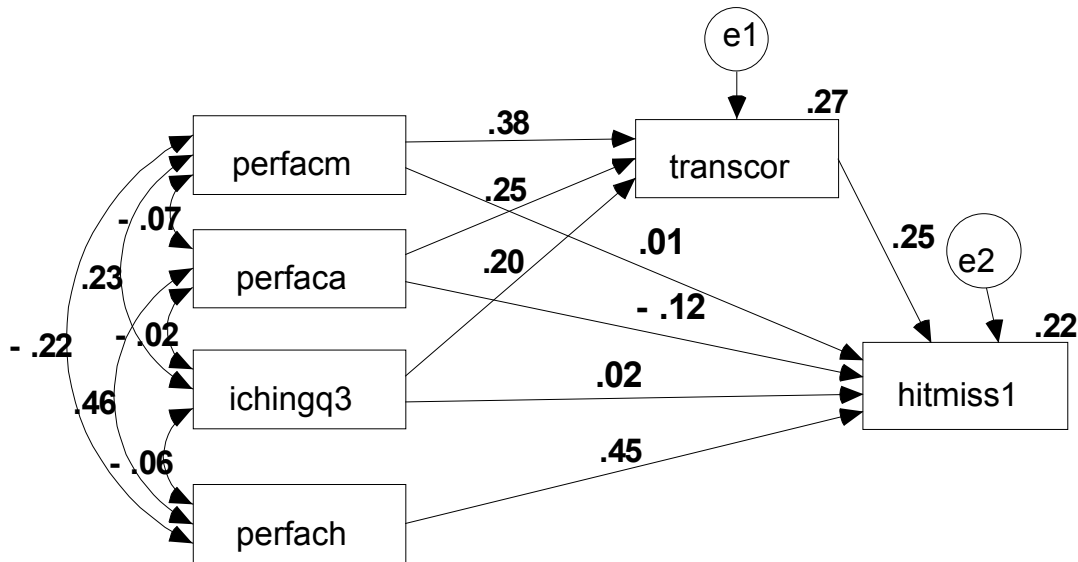 e1
.27
.38
perfacm
transcor
.25
- .07
.01
.25
e2
.20
perfaca
.23
- .12
- .02
.22
- .22
.02
ichingq3
hitmiss1
.46
.45
- .06
perfach